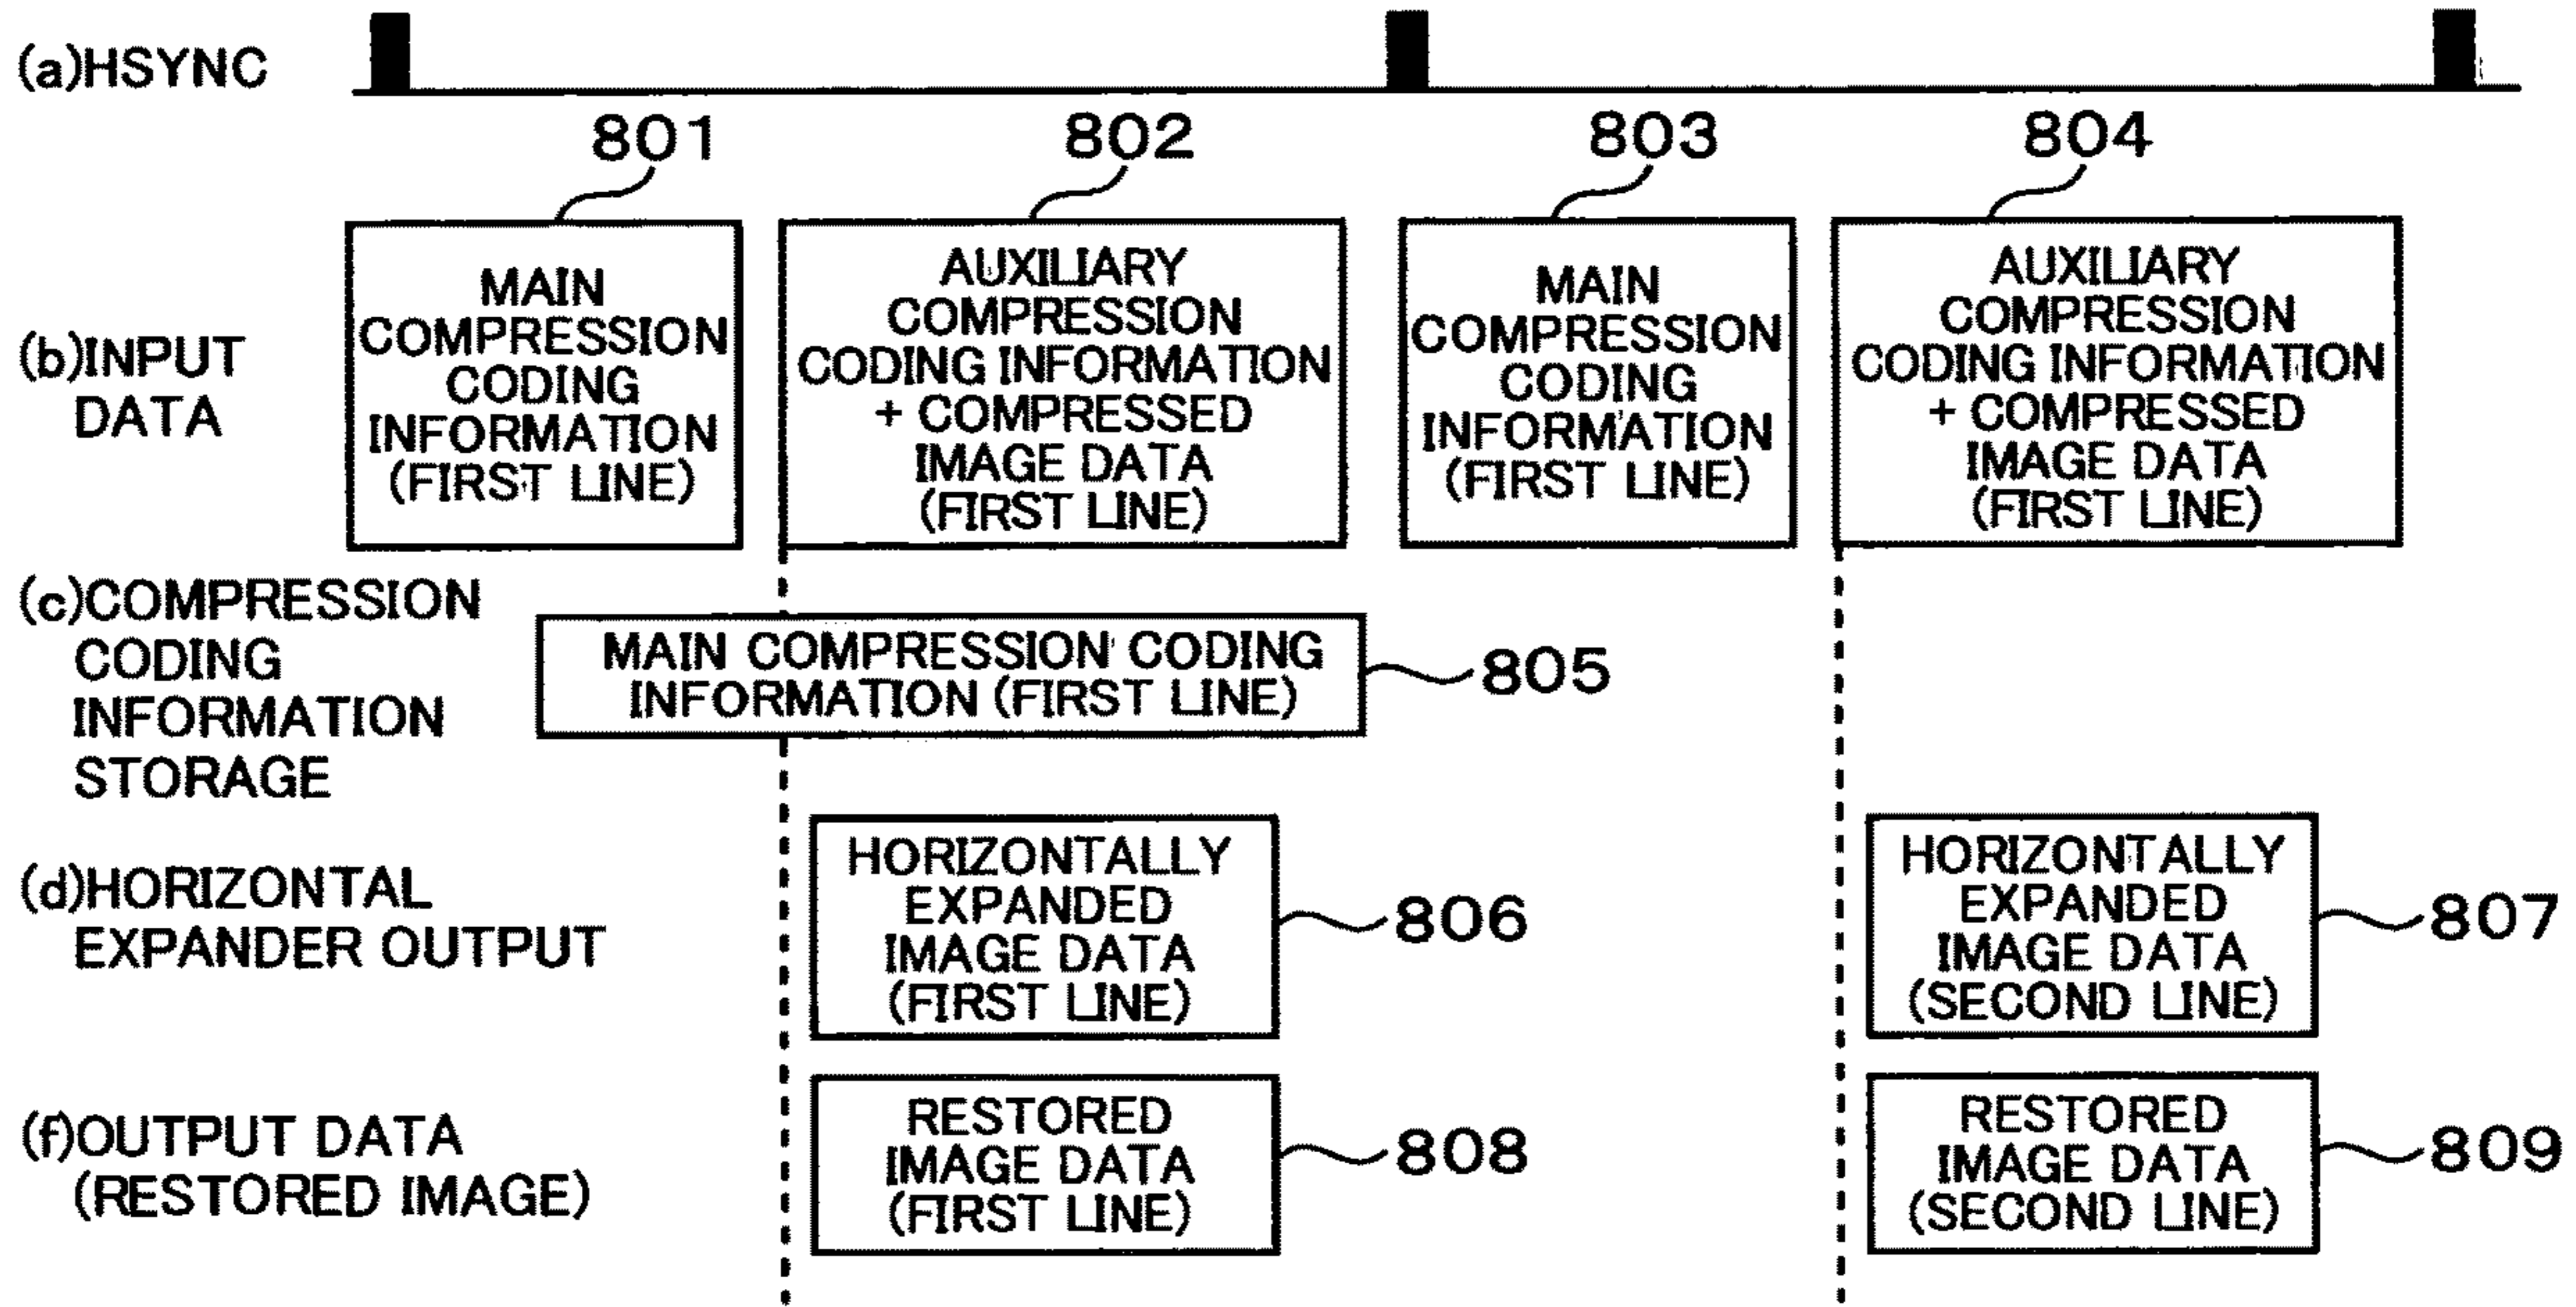 (a)HSYNC
801
802
803
804
(b)INPUT
DATA
MAIN
COMPRESSION
CODING
INFORMATION
(FIRST LINE)
AUXILIARY
COMPRESSION
CODING INFORMATION
+ COMPRESSED
IMAGE DATA
(FIRST LINE)
MAIN
COMPRESSION
CODING
INFORMATION
(FIRST LINE)
AUXILIARY
COMPRESSION
CODING INFORMATION
+ COMPRESSED
IMAGE DATA
(FIRST LINE)
(c)COMPRESSION
CODING
INFORMATION
STORAGE
MAIN COMPRESSION CODING
INFORMATION (FIRST LINE)
805
(d)HORIZONTAL
EXPANDER OUTPUT
HORIZONTALLY
EXPANDED
IMAGE DATA
(FIRST LINE)
806
HORIZONTALLY
EXPANDED
IMAGE DATA
(SECOND LINE)
807
(f)OUTPUT DATA
(RESTORED IMAGE)
RESTORED
IMAGE DATA
(FIRST LINE)
808
RESTORED
IMAGE DATA
(SECOND LINE)
809